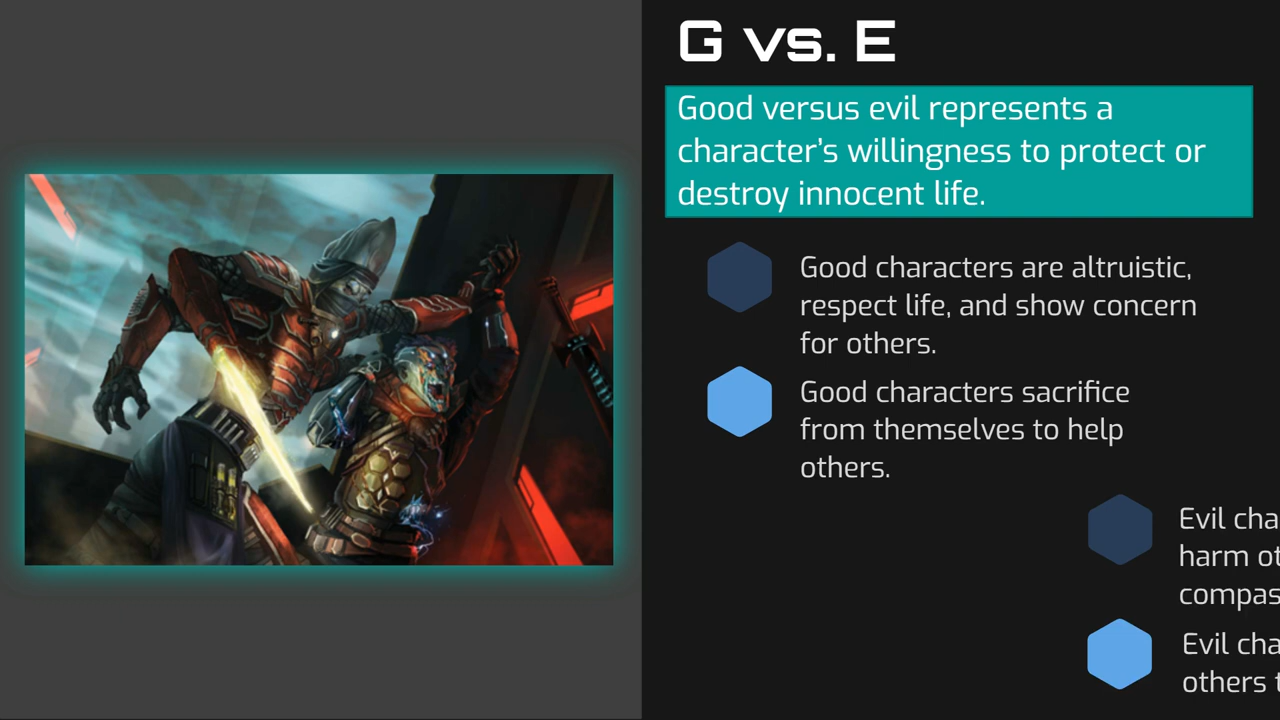 G vs. E
Good versus evil represents a
character’s willingness to protect or
destroy innocent life.
Good characters are altruistic,
respect life, and show concern
for others.
Good characters sacrifice
from themselves to help
others.
Evil cha
harm ot
compas
Evil cha
others t